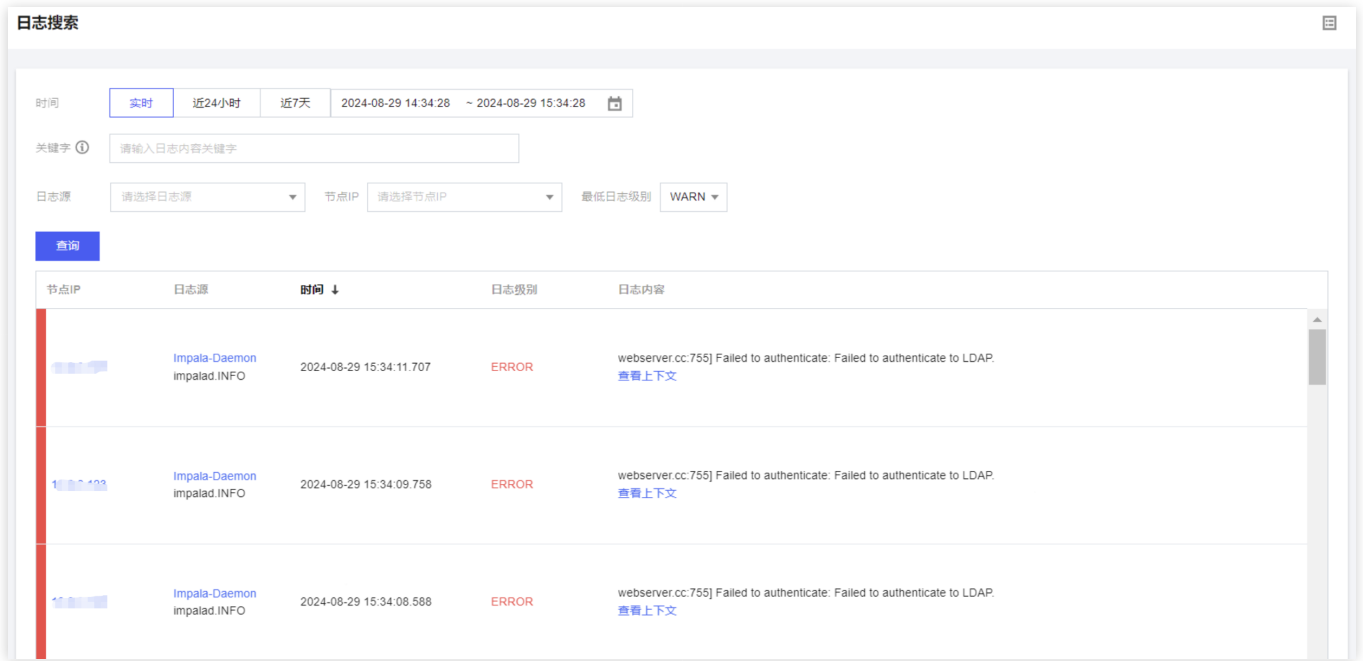 日志搜索
时间 实时 近24小时 近7天 2024-08-29 14:34:28 ~ 2024-08-29 15:34:28
关键字 请输入日志内容关键字
日志源 请选择日志源 节点IP 请选择节点IP 最低日志级别 WARN
查询
节点IP 日志源 时间 ↓ 日志级别 日志内容
Impala-Daemon 2024-08-29 15:34:11.707 ERROR webserver.cc:755] Failed to authenticate: Failed to authenticate to LDAP.
impalad.INFO 查看上下文
Impala-Daemon 2024-08-29 15:34:09.758 ERROR webserver.cc:755] Failed to authenticate: Failed to authenticate to LDAP.
impalad.INFO 查看上下文
Impala-Daemon 2024-08-29 15:34:08.588 ERROR webserver.cc:755] Failed to authenticate: Failed to authenticate to LDAP.
impalad.INFO 查看上下文